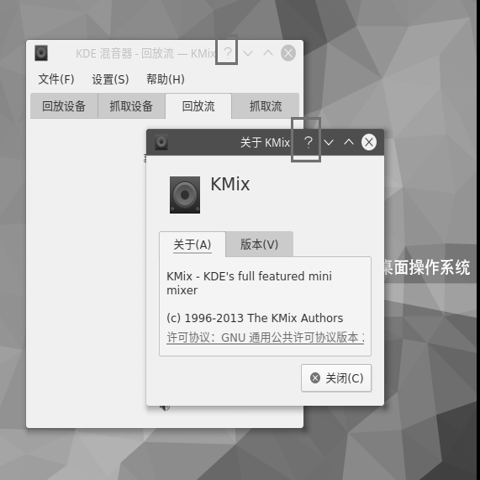 KDE 混音器 - 回放流 — KMix
文件(F) 设置(S) 帮助(H)
回放设备 抓取设备 回放流 抓取流
关于 KMix
KMix
关于(A) 版本(V)
KMix - KDE's full featured mini
mixer
(c) 1996-2013 The KMix Authors
许可协议：GNU 通用公共许可协议版本
桌面操作系统
关闭(C)